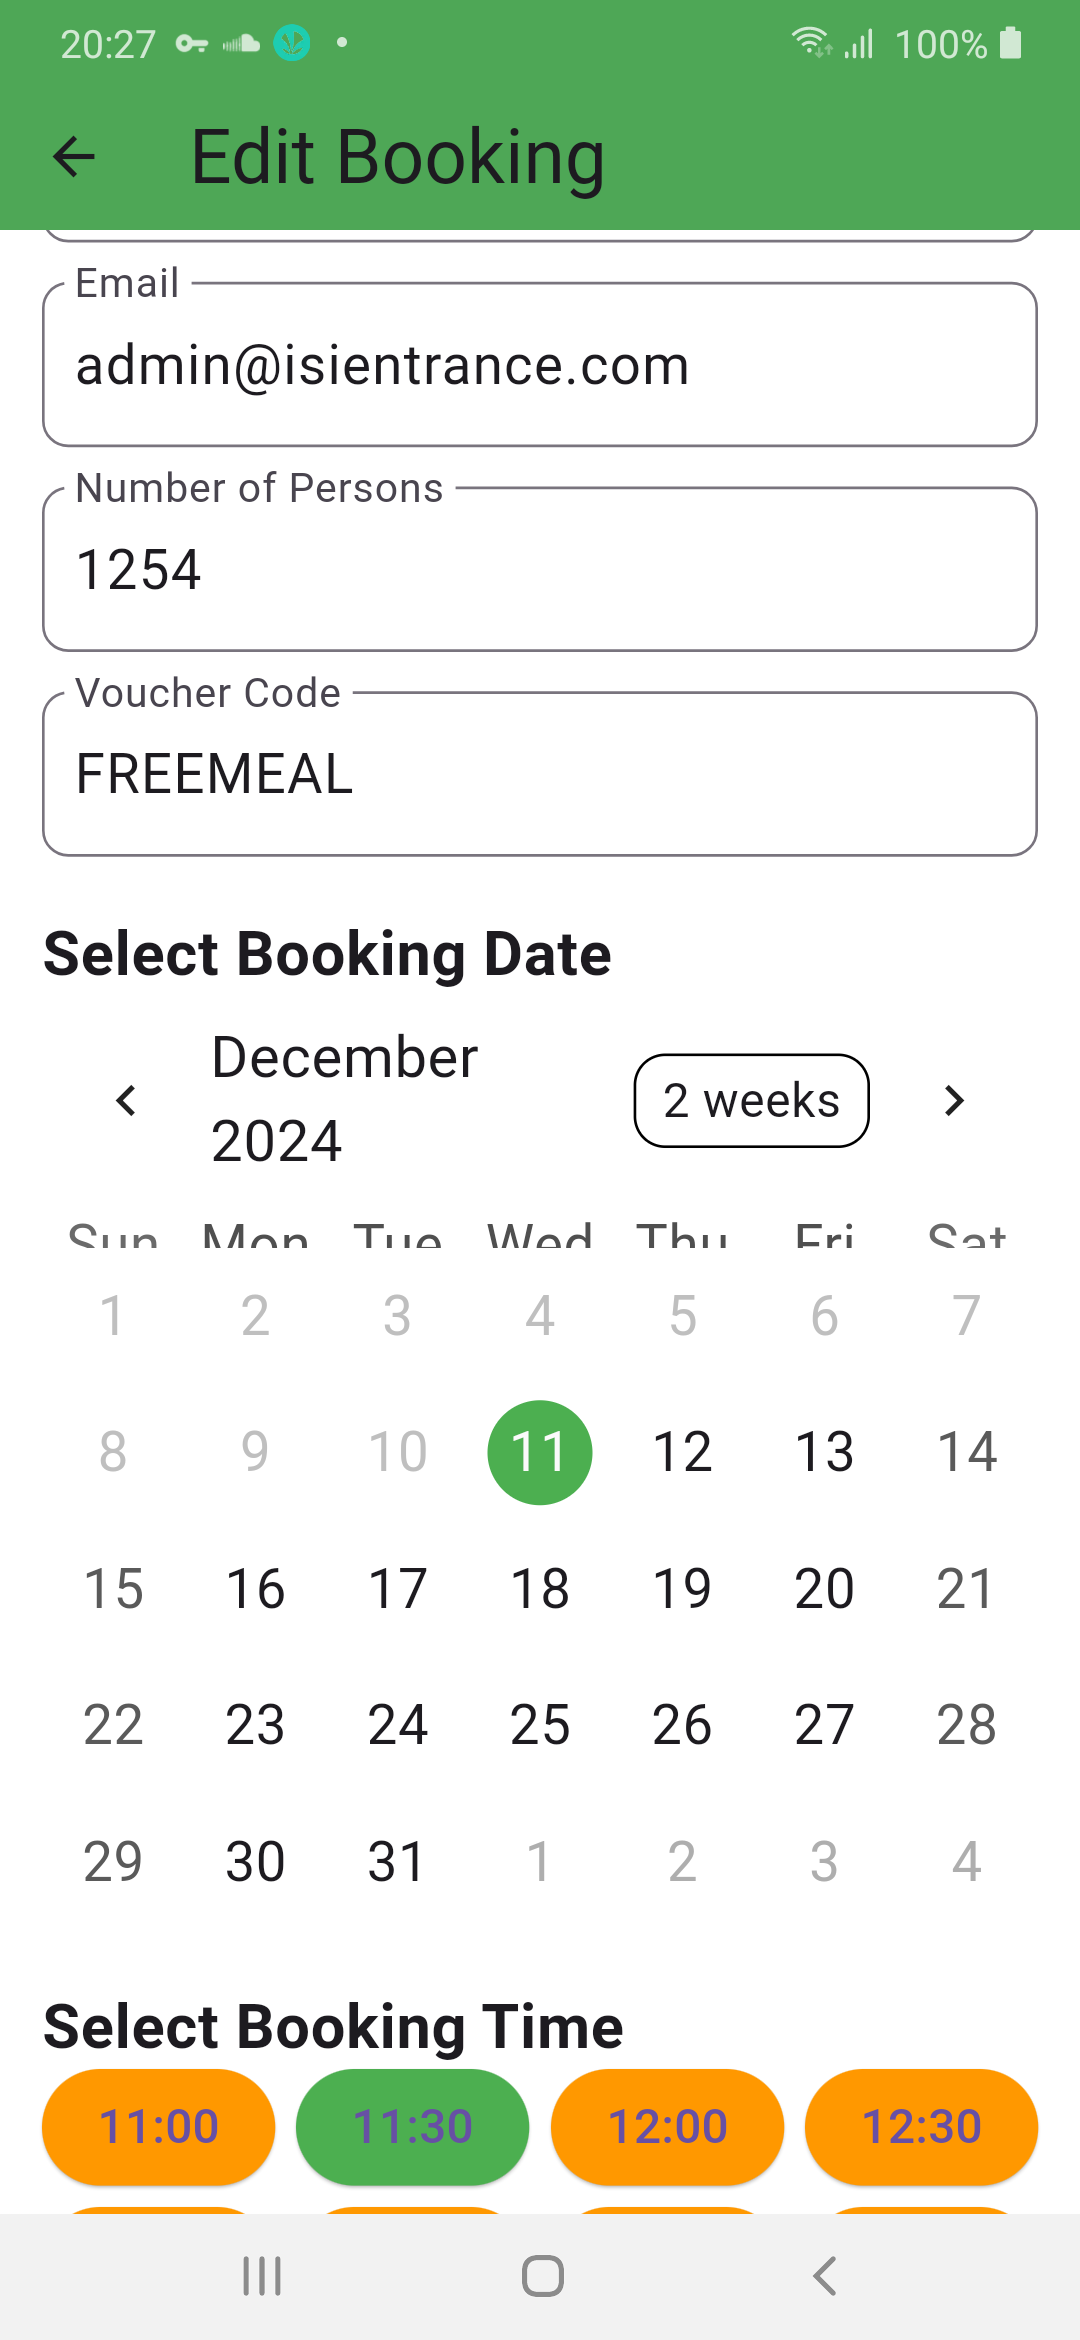 20:27
100%
Edit Booking
Email
admin@isientrance.com
Number of Persons
1254
Voucher Code
FREEMEAL
Select Booking Date
December
2024
2 weeks
Sun Mon Tue Wed Thu Fri Sat
1 2 3 4 5 6 7
8 9 10 11 12 13 14
15 16 17 18 19 20 21
22 23 24 25 26 27 28
29 30 31 1 2 3 4
Select Booking Time
11:00 11:30 12:00 12:30